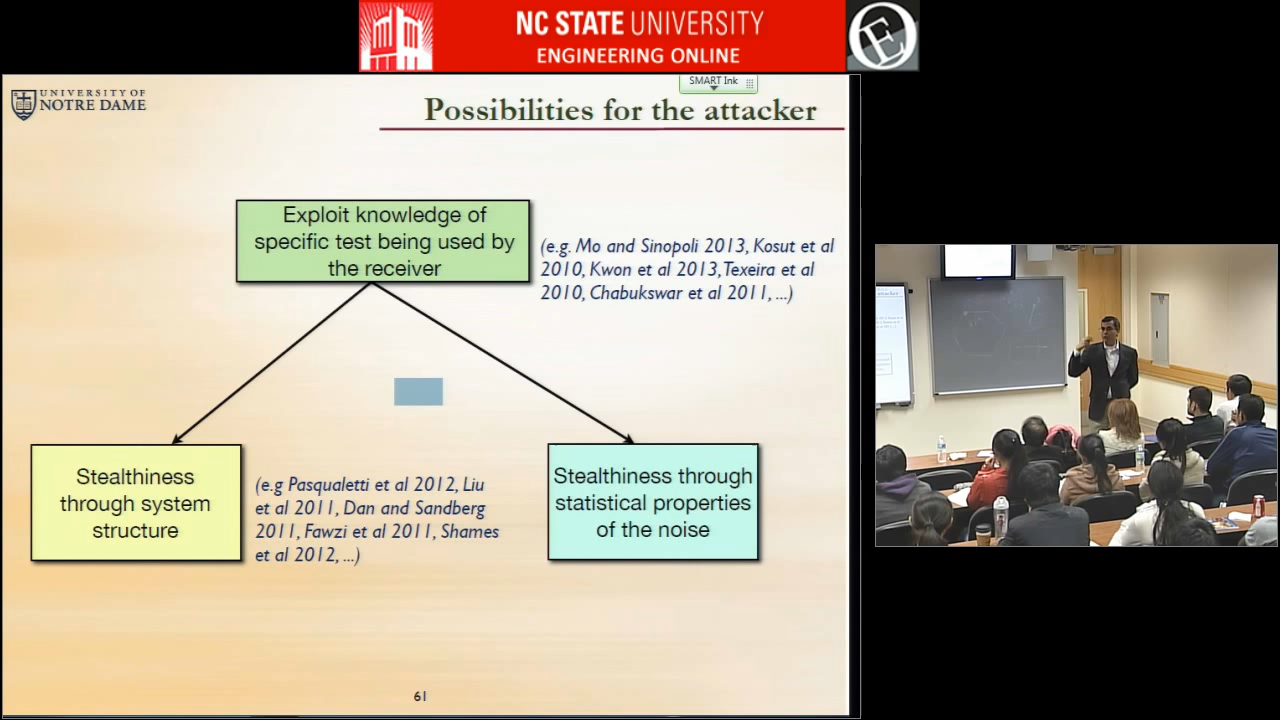 NC STATE UNIVERSITY
ENGINEERING ONLINE
OE
SMART Ink
UNIVERSITY OF
NOTRE DAME
Possibilities for the attacker
Exploit knowledge of
specific test being used by
the receiver
(e.g. Mo and Sinopoli 2013, Kosut et al
2010, Kwon et al 2013, Texeira et al
2010, Chabukswar et al 2011, ...)
Stealthiness
through system
structure
(e.g Pasqualetti et al 2012, Liu
et al 2011, Dan and Sandberg
2011, Fawzi et al 2011, Shames
et al 2012, ...)
Stealthiness through
statistical properties
of the noise
61